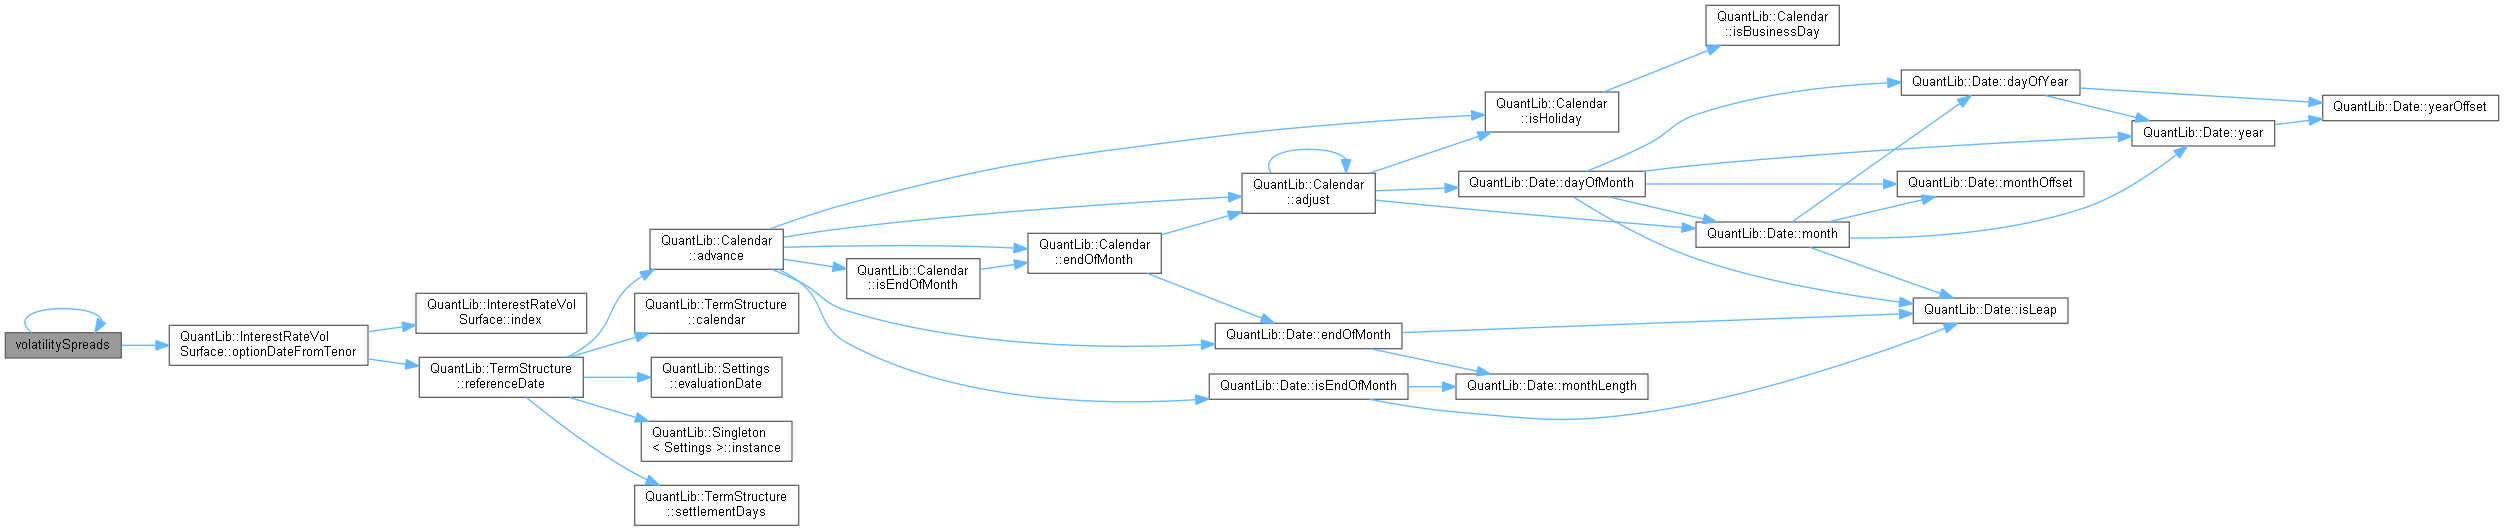 volatilitySpreads
QuantLib::InterestRateVol
Surface::optionDateFromTenor
QuantLib::InterestRateVol
Surface::index
QuantLib::TermStructure
::referenceDate
QuantLib::Calendar
::advance
QuantLib::TermStructure
::calendar
QuantLib::Settings
::evaluationDate
QuantLib::Singleton
< Settings >::instance
QuantLib::TermStructure
::settlementDays
QuantLib::Calendar
::isEndOfMonth
QuantLib::Calendar
::endOfMonth
QuantLib::Calendar
::adjust
QuantLib::Date::endOfMonth
QuantLib::Date::isEndOfMonth
QuantLib::Calendar
::isHoliday
QuantLib::Date::dayOfMonth
QuantLib::Date::monthLength
QuantLib::Calendar
::isBusinessDay
QuantLib::Date::month
QuantLib::Date::dayOfYear
QuantLib::Date::monthOffset
QuantLib::Date::isLeap
QuantLib::Date::year
QuantLib::Date::yearOffset